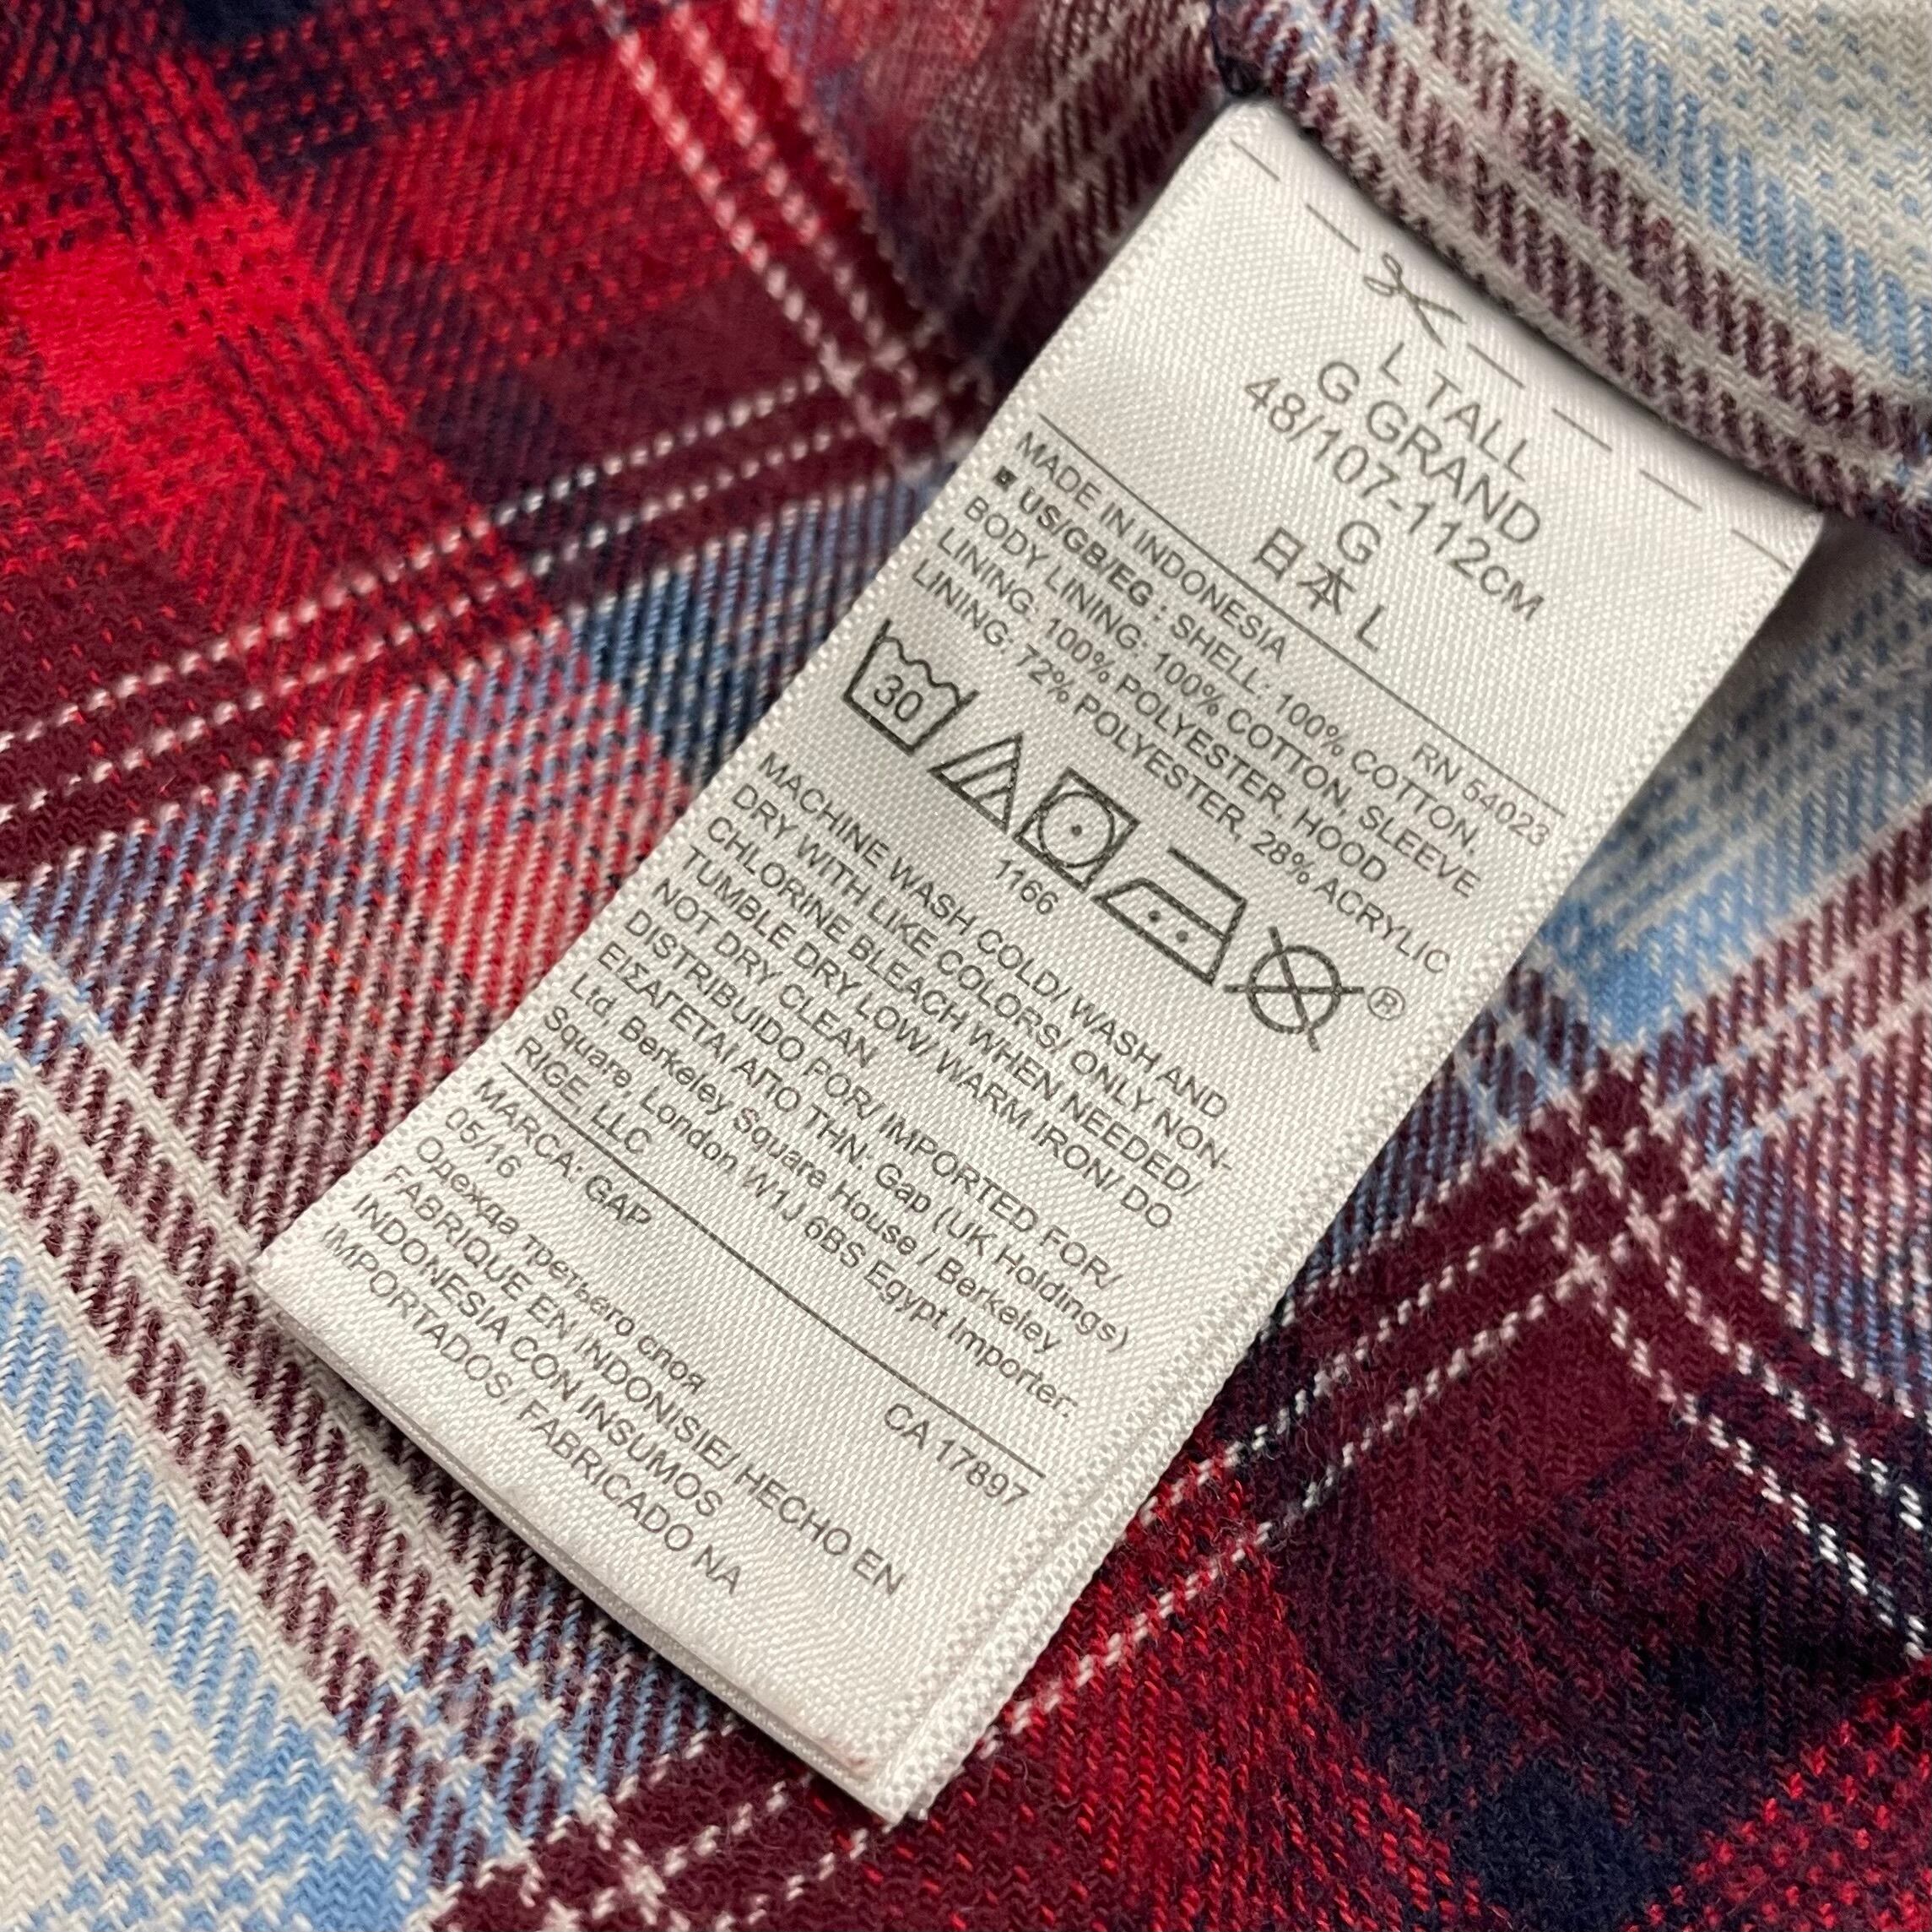 L TALL
G GRAND
48/107-112CM
G
日本 L
MADE IN INDONESIA RN 54023
US/GB/EG : SHELL: 100% COTTON,
BODY LINING: 100% COTTON, SLEEVE
LINING: 100% POLYESTER, HOOD
LINING: 72% POLYESTER, 28% ACRYLIC
30
®
1166
MACHINE WASH COLD/ WASH AND
DRY WITH LIKE COLORS/ ONLY NON-
CHLORINE BLEACH WHEN NEEDED/
TUMBLE DRY LOW/ WARM IRON/ DO
NOT DRY CLEAN
DISTRIBUIDO POR/ IMPORTED FOR/
ΕΙΣΑΓΕΤΑΙ ΑΠΟ ΤΗΝ: Gap (UK Holdings)
Ltd, Berkeley Square House / Berkeley
Square, London W1J 6BS Egypt Importer:
RIGE, LLC
MARCA: GAP CA 17897
05/16
Одежда третьего слоя
FABRIQUE EN INDONISIE/ HECHO EN
INDONESIA CON INSUMOS
IMPORTADOS/ FABRICADO NA